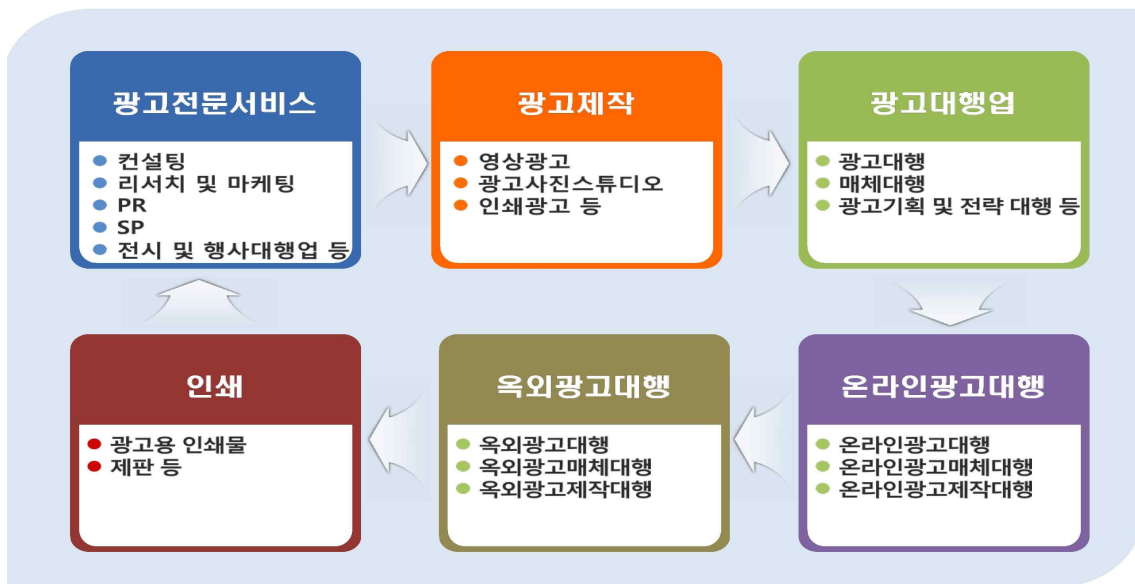 광고전문서비스
컨설팅
리서치 및 마케팅
PR
SP
전시 및 행사대행업 등
광고제작
영상광고
광고사진스튜디오
인쇄광고 등
광고대행업
광고대행
매체대행
광고기획 및 전략 대행 등
인쇄
광고용 인쇄물
제판 등
옥외광고대행
옥외광고대행
옥외광고매체대행
옥외광고제작대행
온라인광고대행
온라인광고대행
온라인광고매체대행
온라인광고제작대행